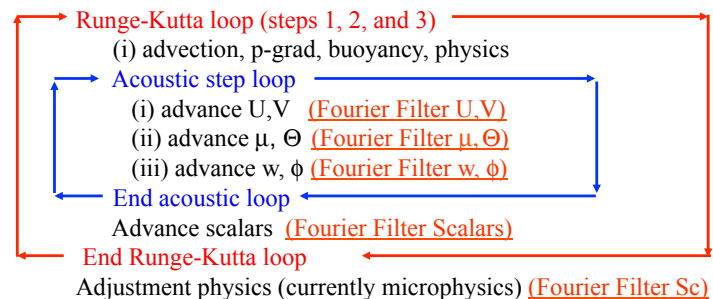 Runge-Kutta loop (steps 1, 2, and 3)
(i) advection, p-grad, buoyancy, physics
Acoustic step loop
(i) advance U,V (Fourier Filter U,V)
(ii) advance μ, Θ (Fourier Filter μ,Θ)
(iii) advance w, ϕ (Fourier Filter w, ϕ)
End acoustic loop
Advance scalars (Fourier Filter Scalars)
End Runge-Kutta loop
Adjustment physics (currently microphysics) (Fourier Filter Sc)